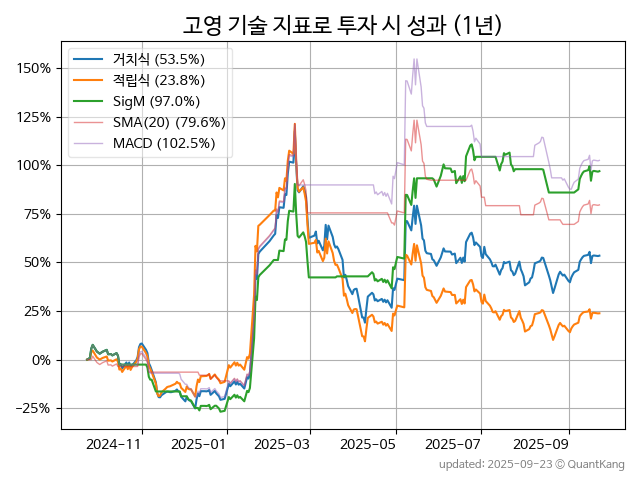 고영 기술 지표로 투자 시 성과 (1년)
거치식 (53.5%)
적립식 (23.8%)
SigM (97.0%)
SMA(20) (79.6%)
MACD (102.5%)
150%
125%
100%
75%
50%
25%
0%
−25%
2024−11 2025−01 2025−03 2025−05 2025−07 2025−09
updated: 2025−09−23 © QuantKang